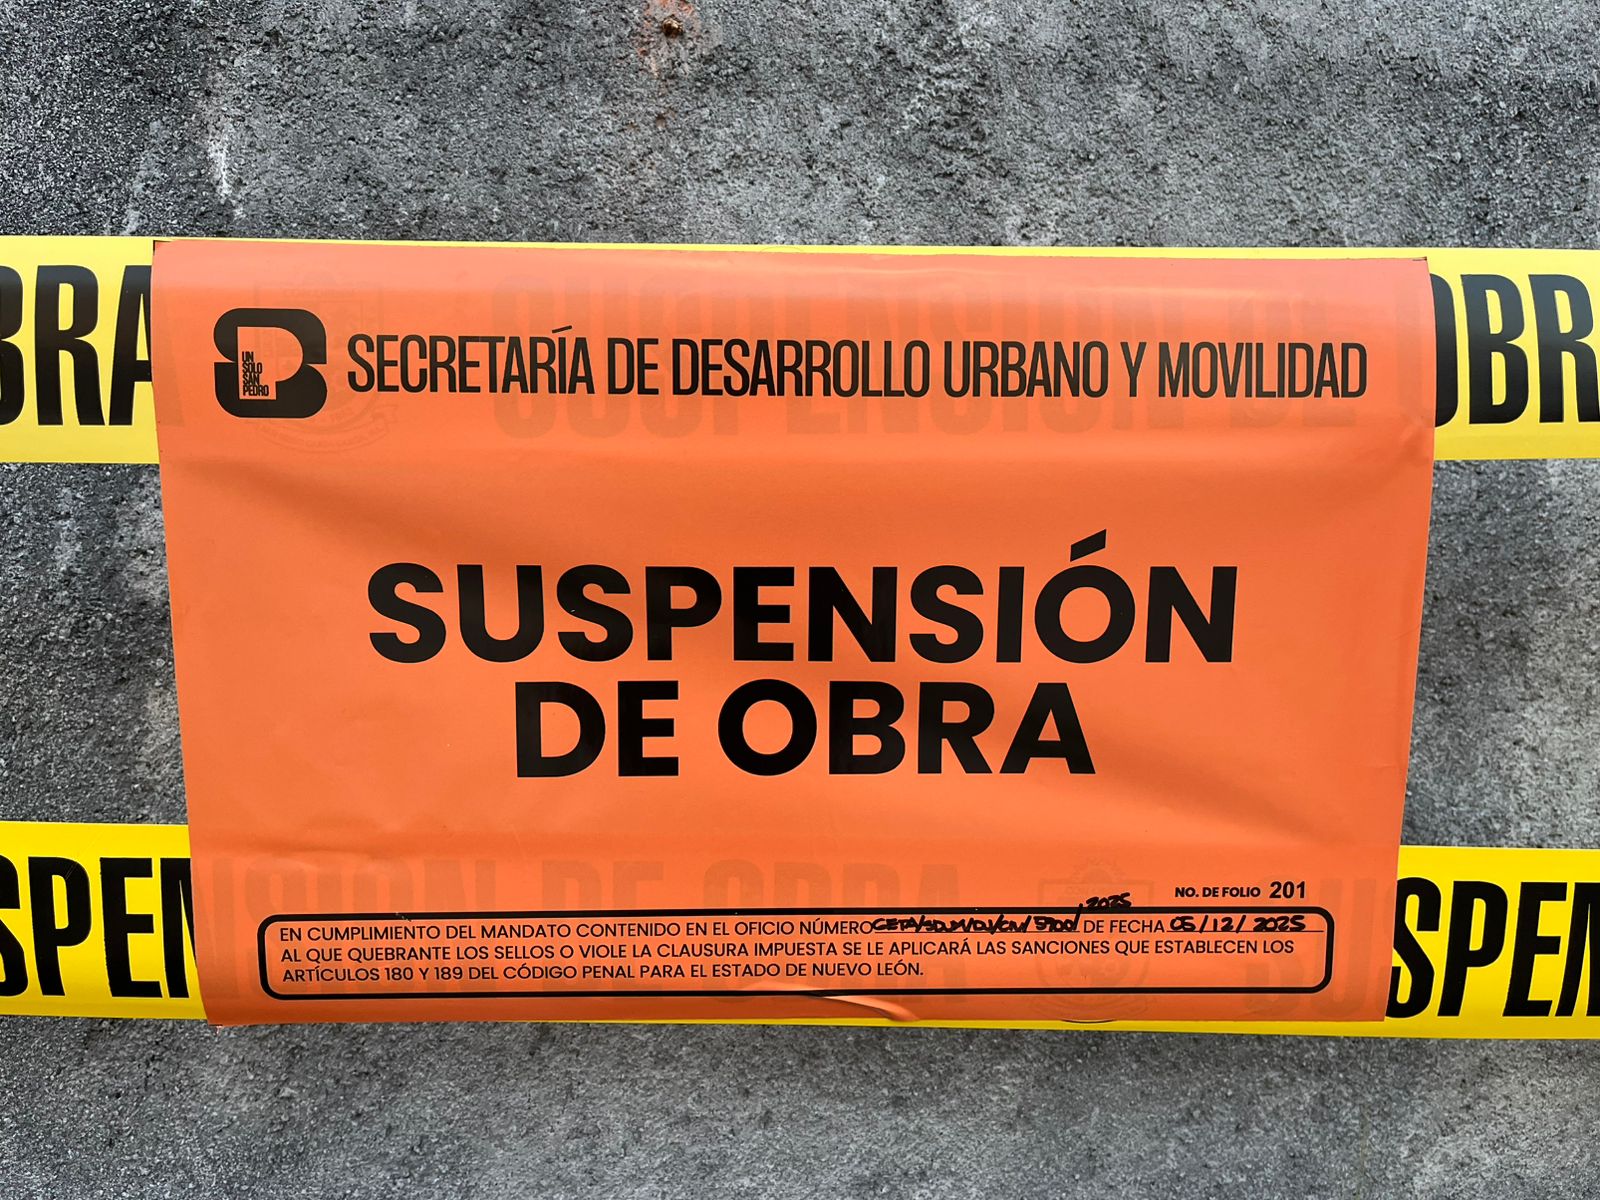 BRA
OBR
UN
SOLO
SAN
PEDRO
SECRETARÍA DE DESARROLLO URBANO Y MOVILIDAD
SUSPENSIÓN
DE OBRA
SPEN
SPEN
NO. DE FOLIO 201
EN CUMPLIMIENTO DEL MANDATO CONTENIDO EN EL OFICIO NÚMERO /2025 DE FECHA 05/12/2025
AL QUE QUEBRANTE LOS SELLOS O VIOLE LA CLAUSURA IMPUESTA SE LE APLICARÁ LAS SANCIONES QUE ESTABLECEN LOS
ARTÍCULOS 180 Y 189 DEL CÓDIGO PENAL PARA EL ESTADO DE NUEVO LEÓN.